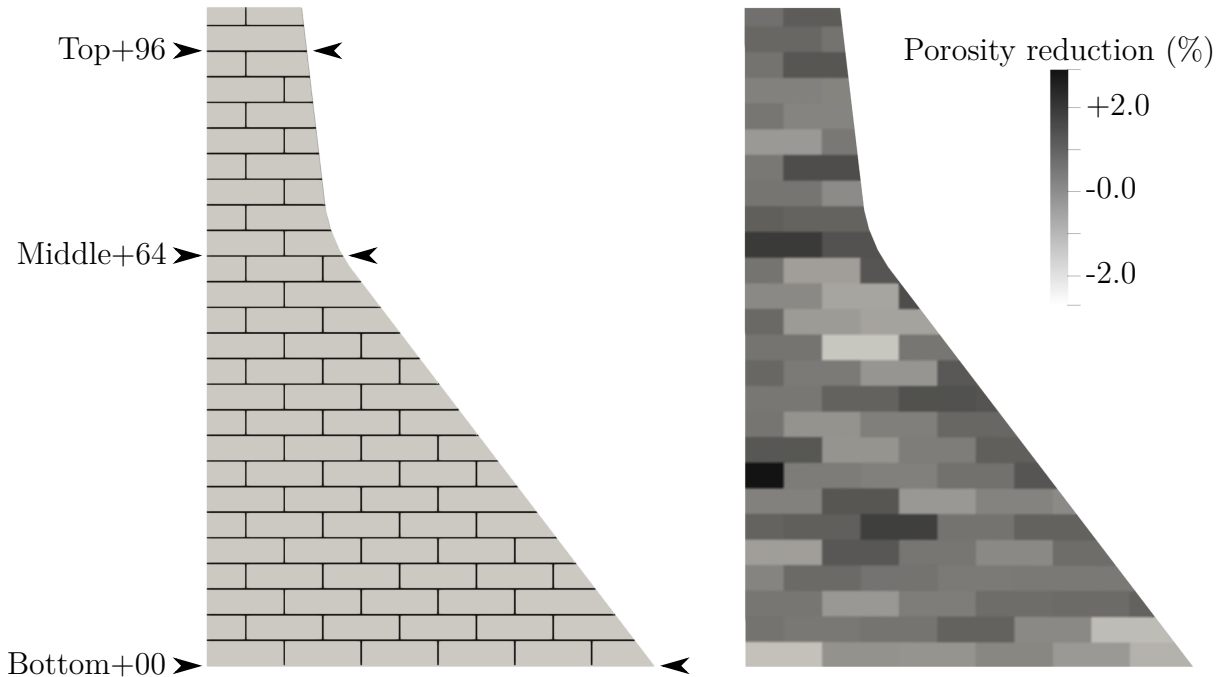 Top+96
Middle+64
Bottom+00
Porosity reduction (%)
+2.0
-0.0
-2.0